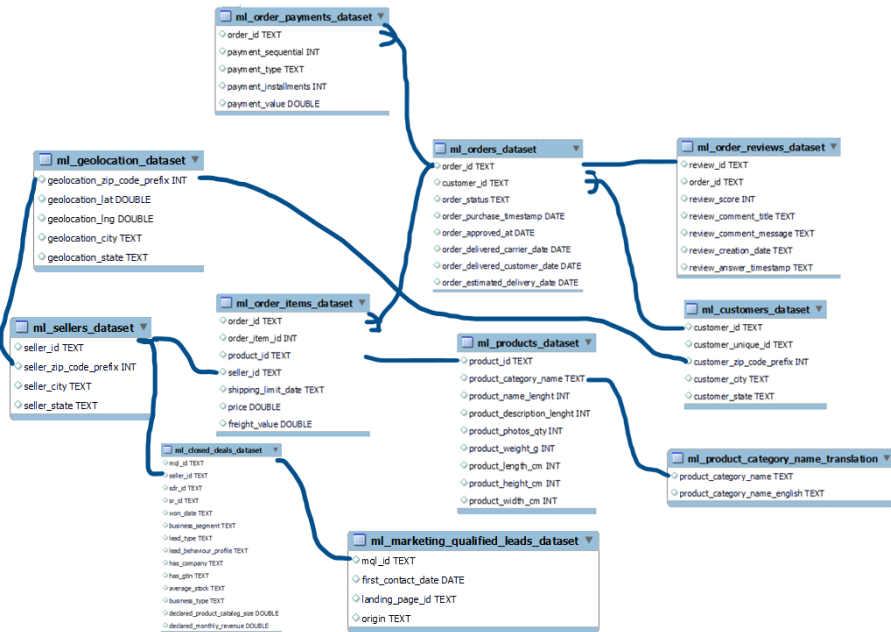 ml_order_payments_dataset
order_id TEXT
payment_sequential INT
payment_type TEXT
payment_installments INT
payment_value DOUBLE
ml_geolocation_dataset
geolocation_zip_code_prefix INT
geolocation_lat DOUBLE
geolocation_lng DOUBLE
geolocation_city TEXT
geolocation_state TEXT
ml_orders_dataset
order_id TEXT
customer_id TEXT
order_status TEXT
order_purchase_timestamp DATE
order_approved_at DATE
order_delivered_carrier_date DATE
order_delivered_customer_date DATE
order_estimated_delivery_date DATE
ml_order_reviews_dataset
review_id TEXT
order_id TEXT
review_score INT
review_comment_title TEXT
review_comment_message TEXT
review_creation_date TEXT
review_answer_timestamp TEXT
ml_sellers_dataset
seller_id TEXT
seller_zip_code_prefix INT
seller_city TEXT
seller_state TEXT
ml_order_items_dataset
order_id TEXT
order_item_id INT
product_id TEXT
seller_id TEXT
shipping_limit_date TEXT
price DOUBLE
freight_value DOUBLE
ml_products_dataset
product_id TEXT
product_category_name TEXT
product_name_lenght INT
product_description_lenght INT
product_photos_qty INT
product_weight_g INT
product_length_cm INT
product_height_cm INT
product_width_cm INT
ml_customers_dataset
customer_id TEXT
customer_unique_id TEXT
customer_zip_code_prefix INT
customer_city TEXT
customer_state TEXT
ml_closed_deals_dataset
mql_id TEXT
seller_id TEXT
sdr_id TEXT
sr_id TEXT
won_date TEXT
business_segment TEXT
lead_type TEXT
lead_behaviour_profile TEXT
has_company TEXT
has_gtin TEXT
average_stock TEXT
business_type TEXT
declared_product_catalog_size DOUBLE
declared_monthly_revenue DOUBLE
ml_marketing_qualified_leads_dataset
mql_id TEXT
first_contact_date DATE
landing_page_id TEXT
origin TEXT
ml_product_category_name_translation
product_category_name TEXT
product_category_name_english TEXT